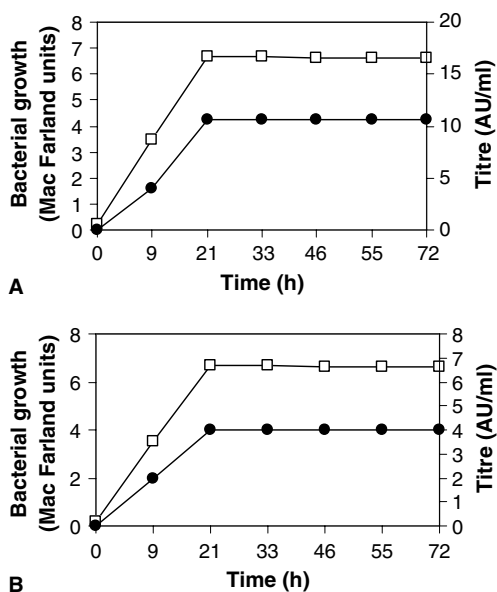 8
7
6
5
4
3
2
1
0
Bacterial growth
(Mac Farland units)
20
15
10
5
0
Titre (AU/ml)
0 9 21 33 46 55 72
Time (h)
A
8
6
4
2
0
Bacterial growth
(Mac Farland units)
8
7
6
5
4
3
2
1
0
Titre (AU/ml)
0 9 21 33 46 55 72
Time (h)
B